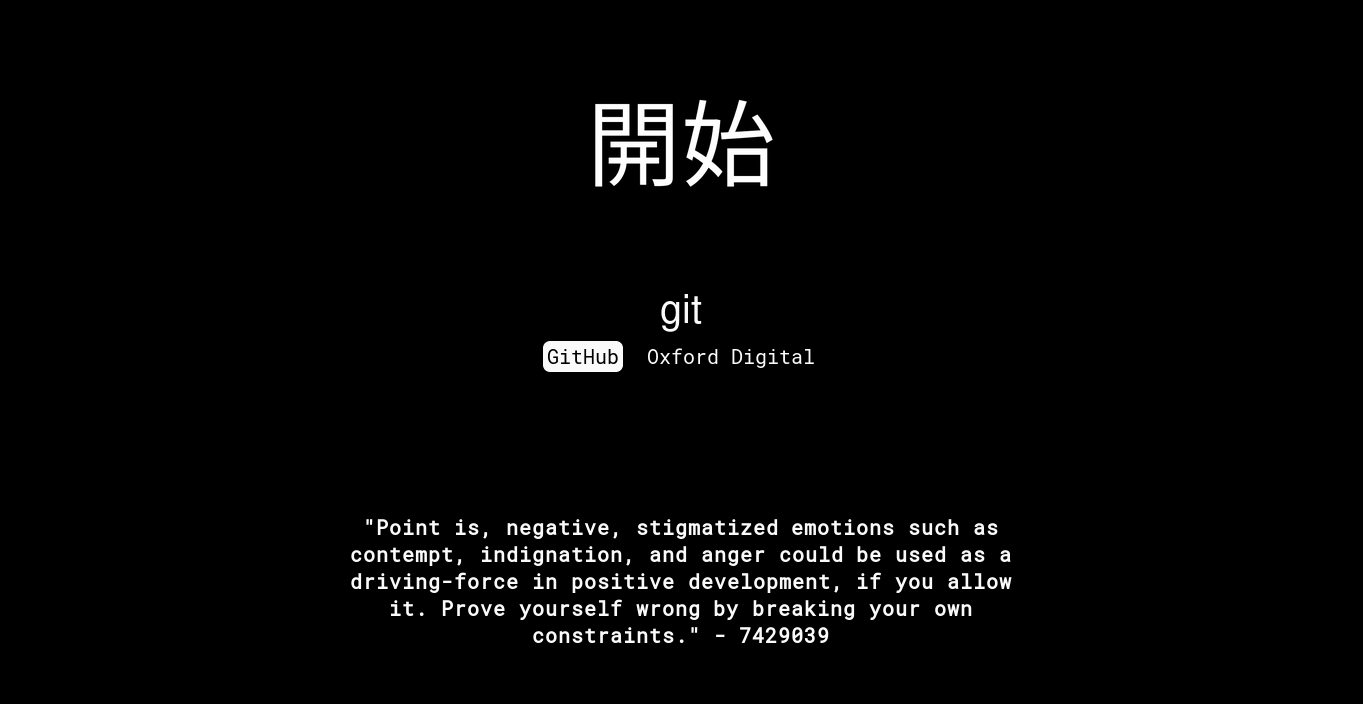 開始
git
GitHub Oxford Digital
"Point is, negative, stigmatized emotions such as
contempt, indignation, and anger could be used as a
driving-force in positive development, if you allow
it. Prove yourself wrong by breaking your own
constraints." - 7429039